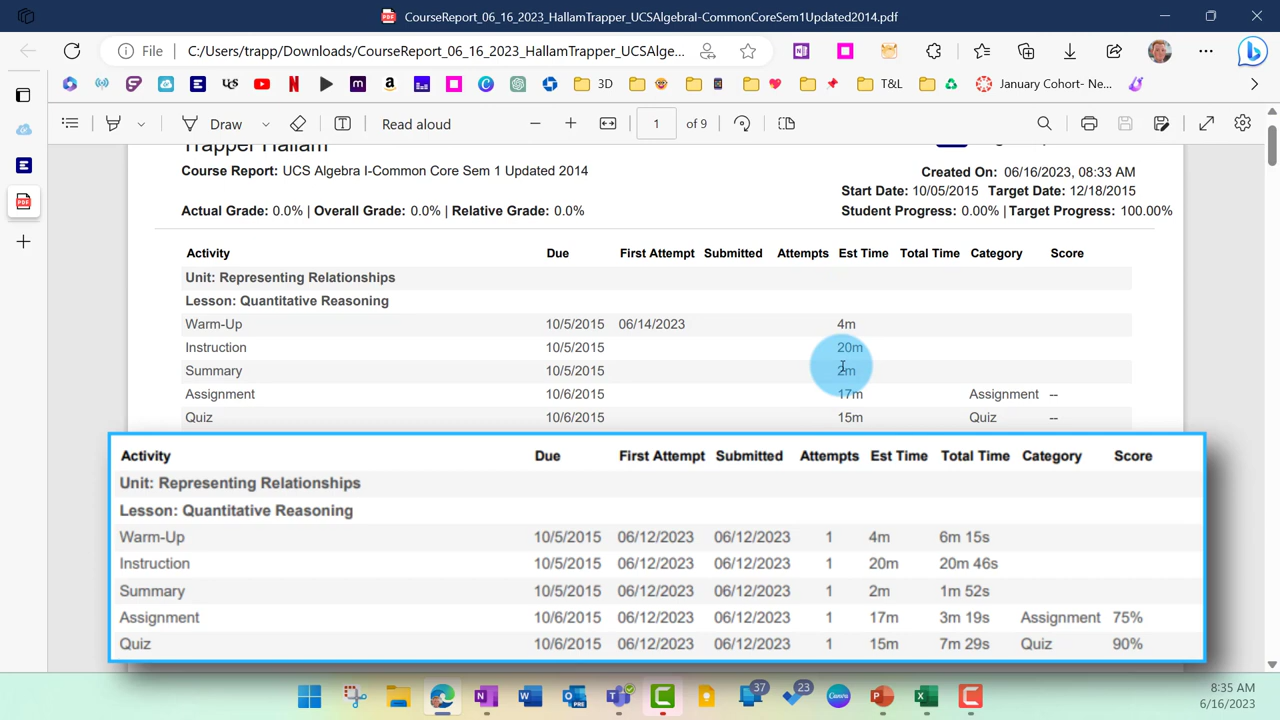 CourseReport_06_16_2023_HallamTrapper_UCSAlgebraI-CommonCoreSem1Updated2014.pdf
File C:/Users/trapp/Downloads/CourseReport_06_16_2023_HallamTrapper_UCSAlge...
3D T&L January Cohort- Ne...
Draw Read aloud 1 of 9
Trapper Hallam
Course Report: UCS Algebra I-Common Core Sem 1 Updated 2014
Created On: 06/16/2023, 08:33 AM
Start Date: 10/05/2015 Target Date: 12/18/2015
Actual Grade: 0.0% | Overall Grade: 0.0% | Relative Grade: 0.0%
Student Progress: 0.00% | Target Progress: 100.00%
Activity Due First Attempt Submitted Attempts Est Time Total Time Category Score
Unit: Representing Relationships
Lesson: Quantitative Reasoning
Warm-Up 10/5/2015 06/14/2023 4m
Instruction 10/5/2015 20m
Summary 10/5/2015 2m
Assignment 10/6/2015 17m Assignment --
Quiz 10/6/2015 15m Quiz --
Activity Due First Attempt Submitted Attempts Est Time Total Time Category Score
Unit: Representing Relationships
Lesson: Quantitative Reasoning
Warm-Up 10/5/2015 06/12/2023 06/12/2023 1 4m 6m 15s
Instruction 10/5/2015 06/12/2023 06/12/2023 1 20m 20m 46s
Summary 10/5/2015 06/12/2023 06/12/2023 1 2m 1m 52s
Assignment 10/6/2015 06/12/2023 06/12/2023 1 17m 3m 19s Assignment 75%
Quiz 10/6/2015 06/12/2023 06/12/2023 1 15m 7m 29s Quiz 90%
37 23
8:35 AM
6/16/2023